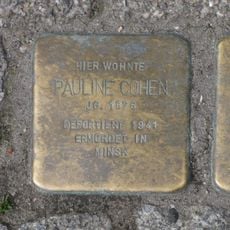 HIER WOHNTE
PAULINE COHEN
JG. 1876
DEPORTIERT 1941
ERMORDET IN
MINSK